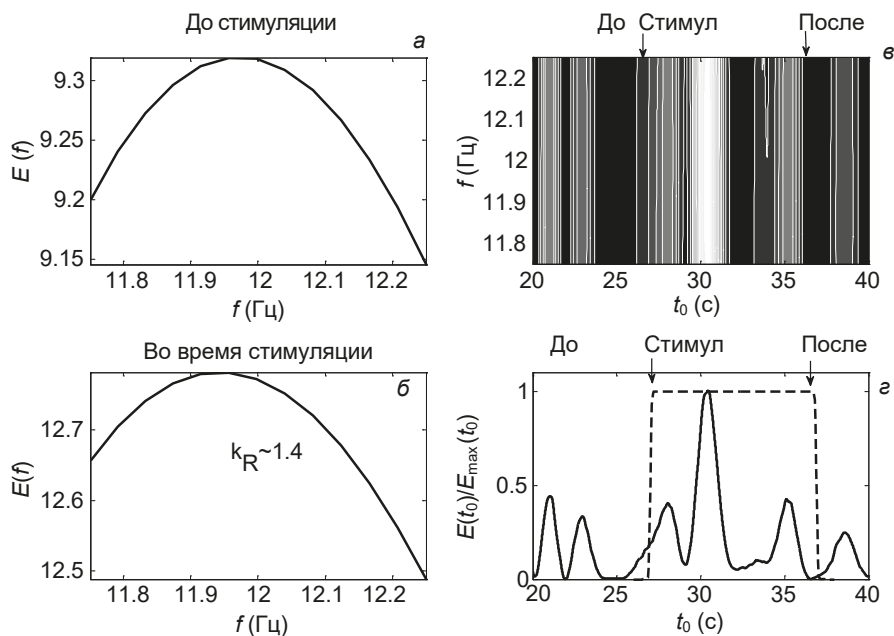 До стимуляции
а
9.3
9.25
9.2
9.15
E (f)
11.8 11.9 12 12.1 12.2
f (Гц)
До Стимул После
в
12.2
12.1
12
11.9
11.8
f (Гц)
20 25 30 35 40
t0 (с)
Во время стимуляции
б
12.7
12.6
12.5
E(f)
kR~1.4
11.8 11.9 12 12.1 12.2
f (Гц)
До Стимул После
г
1
0.5
0
E(t0)/Emax(t0)
20 25 30 35 40
t0 (с)